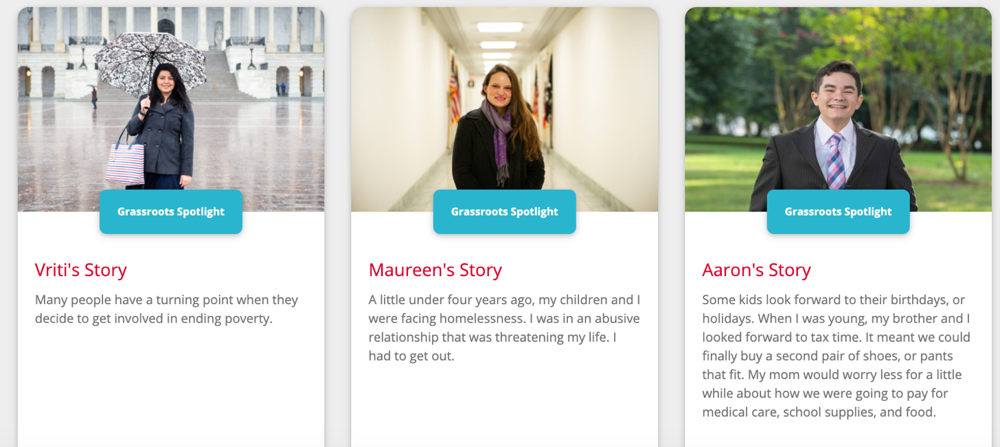 Grassroots Spotlight
Vriti's Story
Many people have a turning point when they
decide to get involved in ending poverty.
Grassroots Spotlight
Maureen's Story
A little under four years ago, my children and I
were facing homelessness. I was in an abusive
relationship that was threatening my life. I
had to get out.
Grassroots Spotlight
Aaron's Story
Some kids look forward to their birthdays, or
holidays. When I was young, my brother and I
looked forward to tax time. It meant we could
finally buy a second pair of shoes, or pants
that fit. My mom would worry less for a little
while about how we were going to pay for
medical care, school supplies, and food.